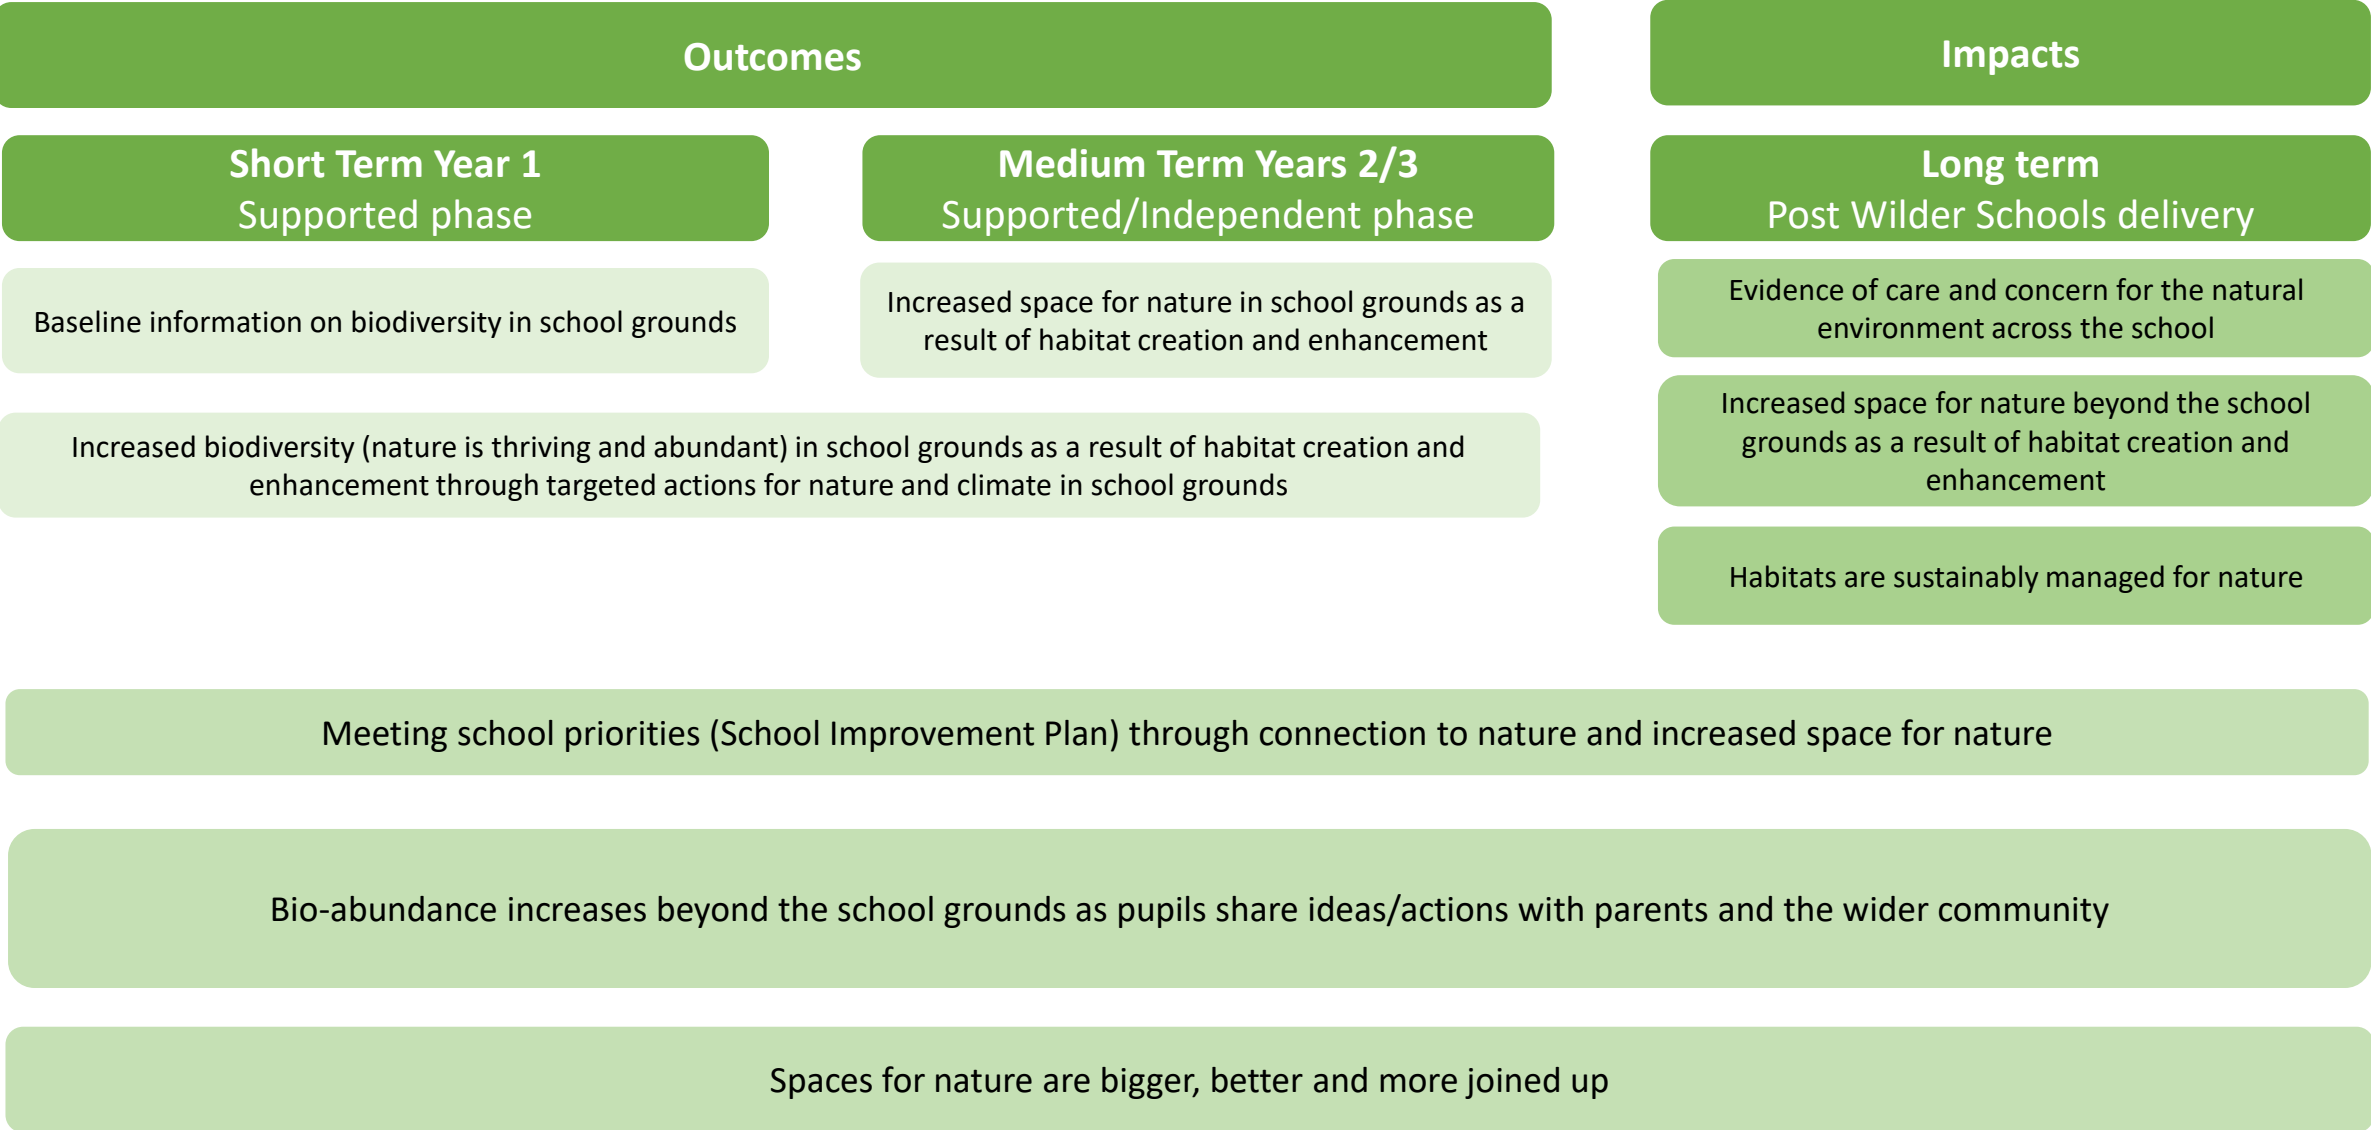 Outcomes
Impacts
Short Term Year 1
Supported phase
Medium Term Years 2/3
Supported/Independent phase
Long term
Post Wilder Schools delivery
Baseline information on biodiversity in school grounds
Increased space for nature in school grounds as a
result of habitat creation and enhancement
Evidence of care and concern for the natural
environment across the school
Increased biodiversity (nature is thriving and abundant) in school grounds as a result of habitat creation and
enhancement through targeted actions for nature and climate in school grounds
Increased space for nature beyond the school
grounds as a result of habitat creation and
enhancement
Habitats are sustainably managed for nature
Meeting school priorities (School Improvement Plan) through connection to nature and increased space for nature
Bio-abundance increases beyond the school grounds as pupils share ideas/actions with parents and the wider community
Spaces for nature are bigger, better and more joined up